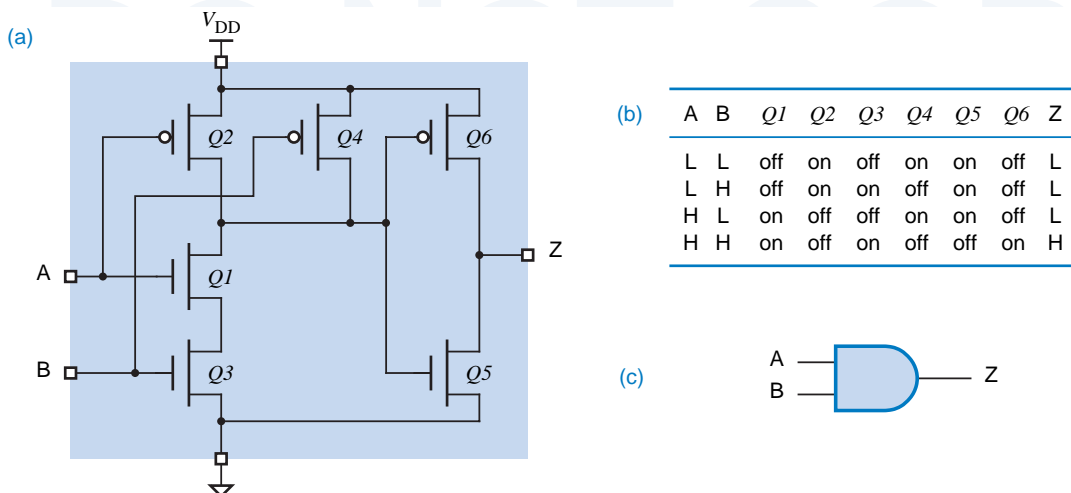 (a)
V_DD
Q2
Q4
Q6
A
Q1
Z
B
Q3
Q5
(b)
A B Q1 Q2 Q3 Q4 Q5 Q6 Z
L L off on off on on off L
L H off on on off on off L
H L on off off on on off L
H H on off on off off on H
(c)
A
B
Z